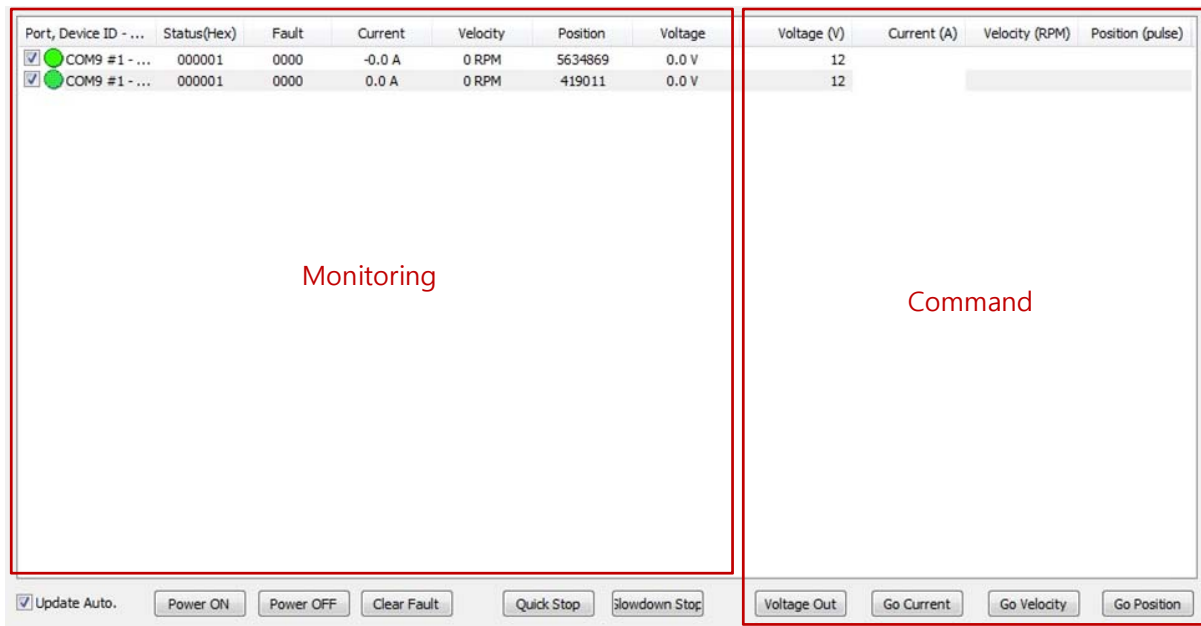 Port, Device ID - ... Status(Hex) Fault Current Velocity Position Voltage Voltage (V) Current (A) Velocity (RPM) Position (pulse)
COM9 #1 - ... 000001 0000 -0.0 A 0 RPM 5634869 0.0 V 12
COM9 #1 - ... 000001 0000 0.0 A 0 RPM 419011 0.0 V 12
Monitoring
Command
Update Auto. Power ON Power OFF Clear Fault Quick Stop Slowdown Stop Voltage Out Go Current Go Velocity Go Position